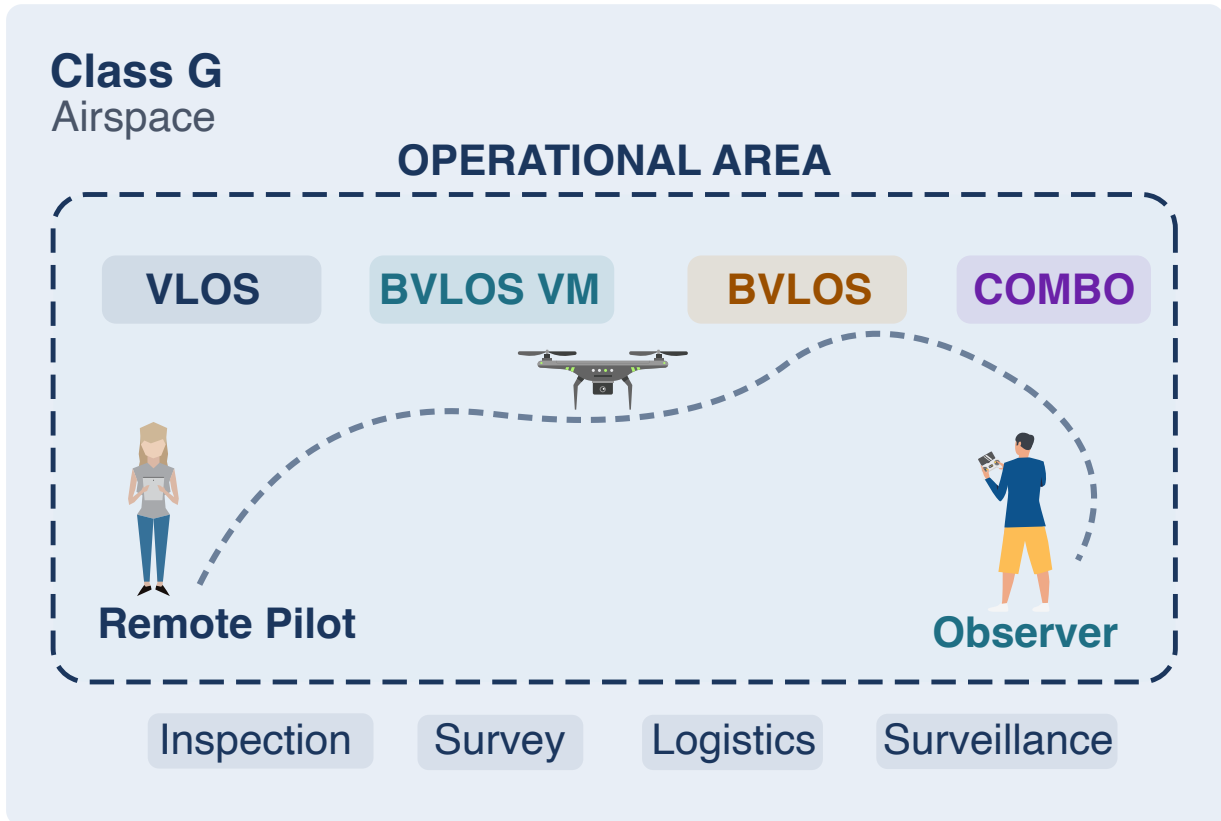 Class G
Airspace
OPERATIONAL AREA
VLOS
BVLOS VM
BVLOS
COMBO
Remote Pilot
Observer
Inspection
Survey
Logistics
Surveillance